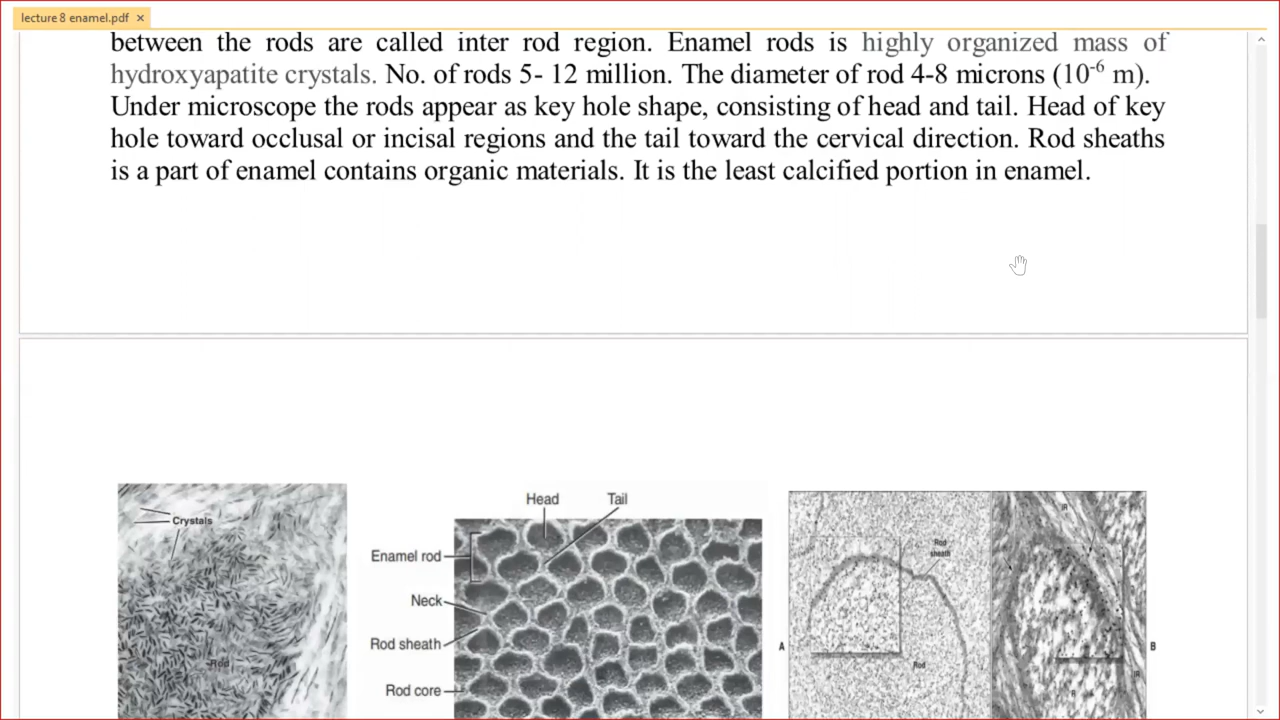 lecture 8 enamel.pdf ×
between the rods are called inter rod region. Enamel rods is highly organized mass of
hydroxyapatite crystals. No. of rods 5- 12 million. The diameter of rod 4-8 microns (10-6 m).
Under microscope the rods appear as key hole shape, consisting of head and tail. Head of key
hole toward occlusal or incisal regions and the tail toward the cervical direction. Rod sheaths
is a part of enamel contains organic materials. It is the least calcified portion in enamel.
Crystals
Rod
Head Tail
Enamel rod
Neck
Rod sheath
Rod core
A
Rod
sheath
Rod
IR
R
IR
B